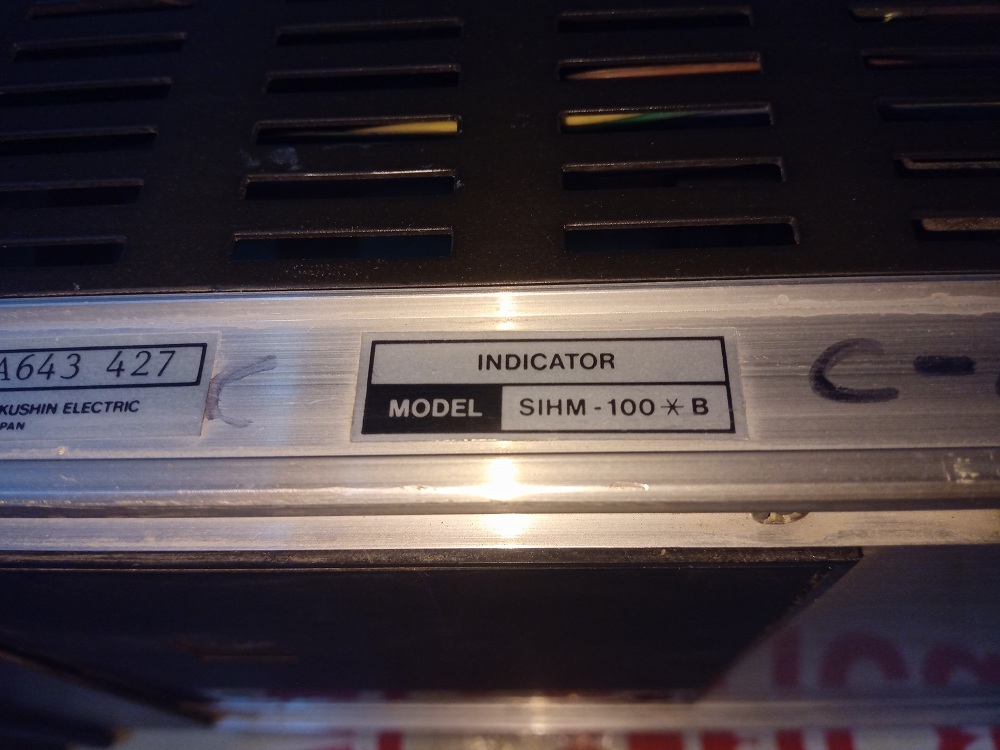 A643 427
KUSHIN ELECTRIC
PAN
INDICATOR
MODEL SIHM-100✳B
C-